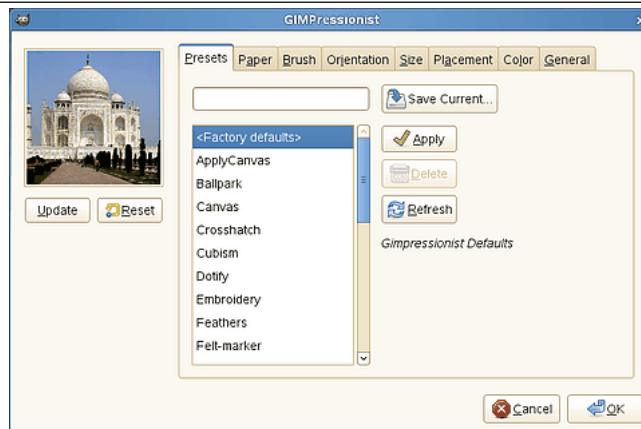 GIMPressionist
Presets Paper Brush Orientation Size Placement Color General
Save Current...
<Factory defaults>
ApplyCanvas
Ballpark
Canvas
Crosshatch
Cubism
Dotify
Embroidery
Feathers
Felt-marker
Apply
Delete
Refresh
Gimpressionist Defaults
Update Reset
Cancel OK